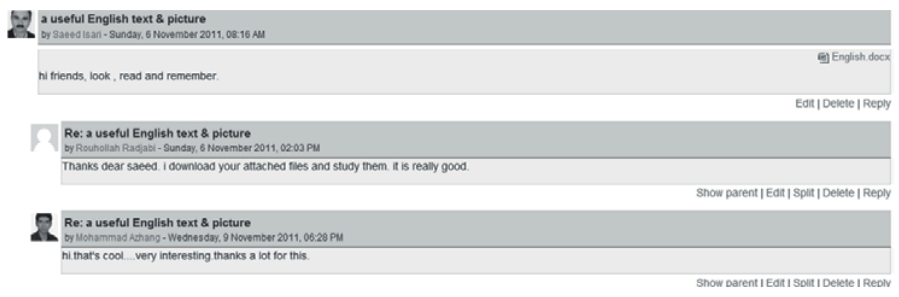 a useful English text & picture
by Saeed Isari - Sunday, 6 November 2011, 08:16 AM
English.docx
hi friends, look , read and remember.
Edit | Delete | Reply
Re: a useful English text & picture
by Rouhollah Radjabi - Sunday, 6 November 2011, 02:03 PM
Thanks dear saeed. i download your attached files and study them. it is really good.
Show parent | Edit | Split | Delete | Reply
Re: a useful English text & picture
by Mohammad Azhang - Wednesday, 9 November 2011, 06:28 PM
hi.that's cool....very interesting.thanks a lot for this.
Show parent | Edit | Split | Delete | Reply